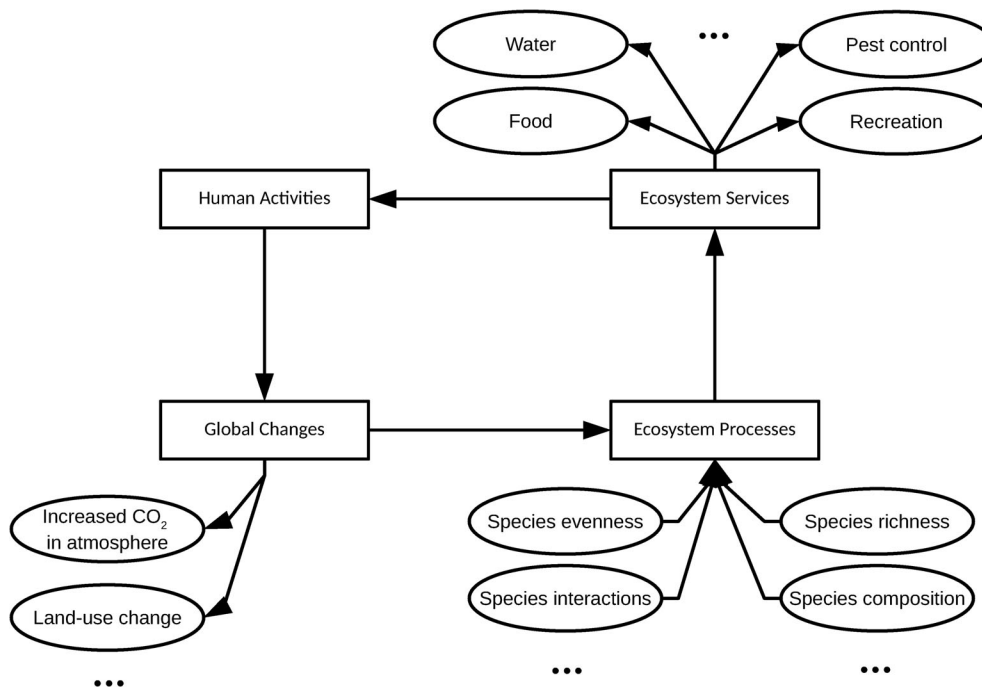 Water
•••
Pest control
Food
Recreation
Human Activities
Ecosystem Services
Global Changes
Ecosystem Processes
Increased CO₂
in atmosphere
Species evenness
Species richness
Land-use change
Species interactions
Species composition
•••
•••
•••